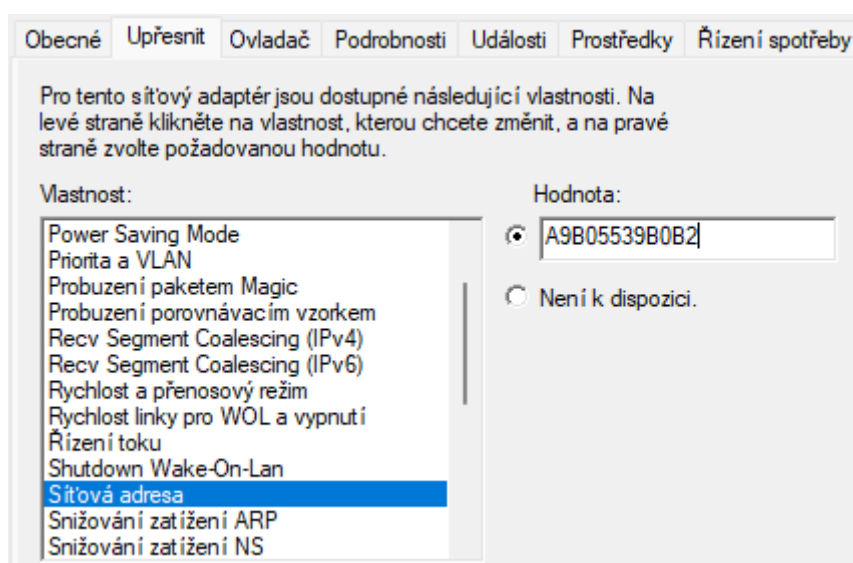 Obecné Upřesnit Ovladač Podrobnosti Události Prostředky Řízení spotřeby
Pro tento síťový adaptér jsou dostupné následující vlastnosti. Na
levé straně klikněte na vlastnost, kterou chcete změnit, a na pravé
straně zvolte požadovanou hodnotu.
Vlastnost:
Power Saving Mode
Priorita a VLAN
Probuzení paketem Magic
Probuzení porovnávacím vzorkem
Recv Segment Coalescing (IPv4)
Recv Segment Coalescing (IPv6)
Rychlost a přenosový režim
Rychlost linky pro WOL a vypnutí
Řízení toku
Shutdown Wake-On-Lan
Síťová adresa
Snižování zatížení ARP
Snižování zatížení NS
Hodnota:
A9B05539B0B2
Není k dispozici.